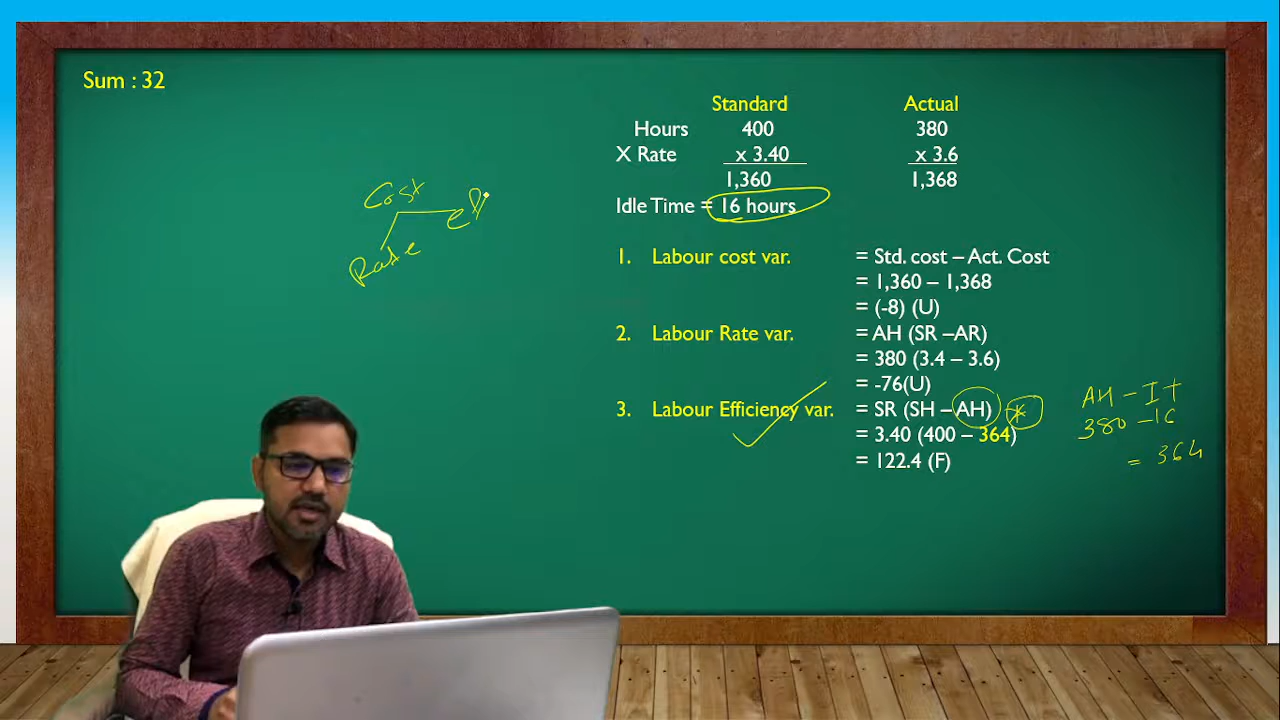 Sum : 32
Standard Actual
Hours 400 380
X Rate x 3.40 x 3.6
1,360 1,368
Idle Time = 16 hours
Cost
Rate
1. Labour cost var. = Std. cost – Act. Cost
= 1,360 – 1,368
= (-8) (U)
2. Labour Rate var. = AH (SR –AR)
= 380 (3.4 – 3.6)
= -76(U)
3. Labour Efficiency var. = SR (SH – AH) *
= 3.40 (400 – 364)
= 122.4 (F)
AH – IT
380 – 16
= 364